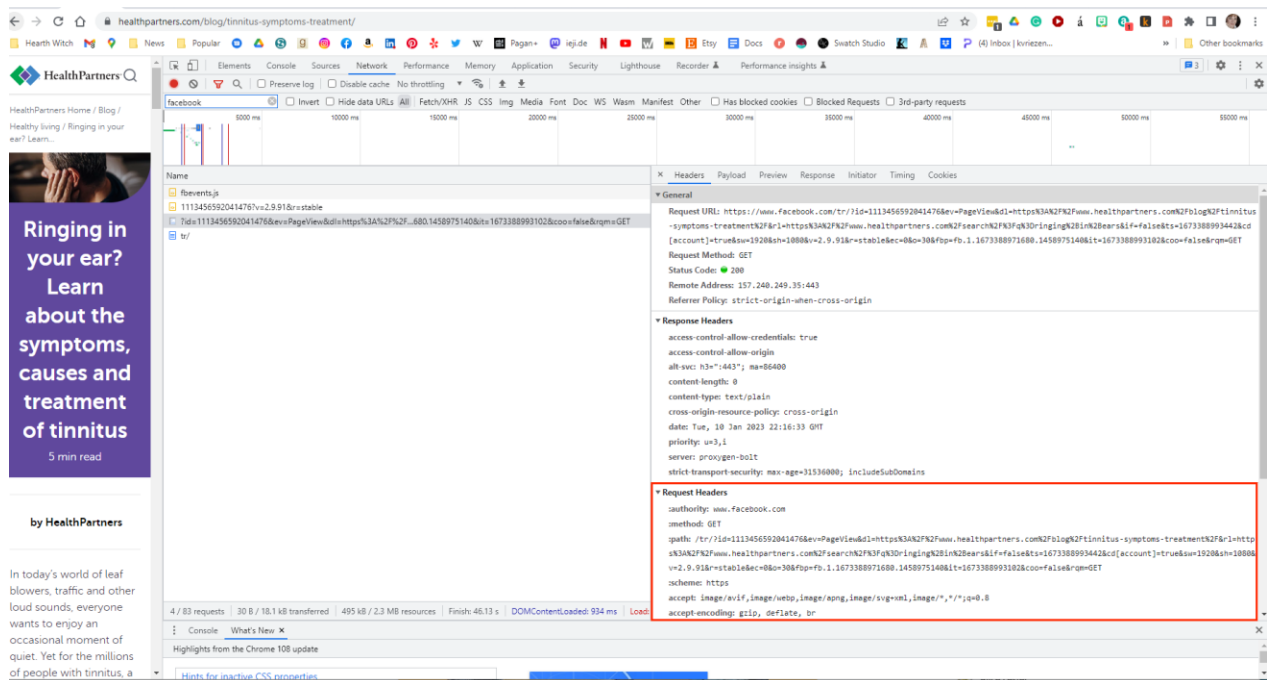 healthpartners.com/blog/tinnitus-symptoms-treatment/
Hearth Witch
News
Popular
Pagan+
ieji.de
Etsy
Docs
Swatch Studio
(4) Inbox | kvriezen...
»
Other bookmarks
HealthPartners
Elements Console Sources Network Performance Memory Application Security Lighthouse Recorder Performance insights
3
Preserve log Disable cache No throttling
facebook
Invert Hide data URLs All Fetch/XHR JS CSS Img Media Font Doc WS Wasm Manifest Other Has blocked cookies Blocked Requests 3rd-party requests
5000 ms 10000 ms 15000 ms 20000 ms 25000 ms 30000 ms 35000 ms 40000 ms 45000 ms 50000 ms 55000 ms
HealthPartners Home / Blog /
Healthy living / Ringing in your
ear? Learn...
Ringing in
your ear?
Learn
about the
symptoms,
causes and
treatment
of tinnitus
5 min read
by HealthPartners
In today's world of leaf
blowers, traffic and other
loud sounds, everyone
wants to enjoy an
occasional moment of
quiet. Yet for the millions
of people with tinnitus, a
Name
fbevents.js
1113456592041476?v=2.9.91&r=stable
?id=1113456592041476&ev=PageView&dl=https%3A%2F%2F...680.1458975140&it=1673388993102&coo=false&rqm=GET
tr/
4 / 83 requests 30 B / 18.1 kB transferred 495 kB / 2.3 MB resources Finish: 46.13 s DOMContentLoaded: 934 ms Load:
× Headers Payload Preview Response Initiator Timing Cookies
General
Request URL: https://www.facebook.com/tr/?id=1113456592041476&ev=PageView&dl=https%3A%2F%2Fwww.healthpartners.com%2Fblog%2Ftinnitus
-symptoms-treatment%2F&rl=https%3A%2F%2Fwww.healthpartners.com%2Fsearch%2F%3Fq%3Dringing%2Bin%2Bears&if=false&ts=1673388993442&cd
[account]=true&sw=1920&sh=1080&v=2.9.91&r=stable&ec=0&o=30&fbp=fb.1.1673388971680.1458975140&it=1673388993102&coo=false&rqm=GET
Request Method: GET
Status Code: 200
Remote Address: 157.240.249.35:443
Referrer Policy: strict-origin-when-cross-origin
Response Headers
access-control-allow-credentials: true
access-control-allow-origin
alt-svc: h3=":443"; ma=86400
content-length: 0
content-type: text/plain
cross-origin-resource-policy: cross-origin
date: Tue, 10 Jan 2023 22:16:33 GMT
priority: u=3,i
server: proxygen-bolt
strict-transport-security: max-age=31536000; includeSubDomains
Request Headers
:authority: www.facebook.com
:method: GET
:path: /tr/?id=1113456592041476&ev=PageView&dl=https%3A%2F%2Fwww.healthpartners.com%2Fblog%2Ftinnitus-symptoms-treatment%2F&rl=http
s%3A%2F%2Fwww.healthpartners.com%2Fsearch%2F%3Fq%3Dringing%2Bin%2Bears&if=false&ts=1673388993442&cd[account]=true&sw=1920&sh=1080&
v=2.9.91&r=stable&ec=0&o=30&fbp=fb.1.1673388971680.1458975140&it=1673388993102&coo=false&rqm=GET
:scheme: https
accept: image/avif,image/webp,image/apng,image/svg+xml,image/*,*/*;q=0.8
accept-encoding: gzip, deflate, br
Console What's New ×
Highlights from the Chrome 108 update
Hints for inactive CSS properties